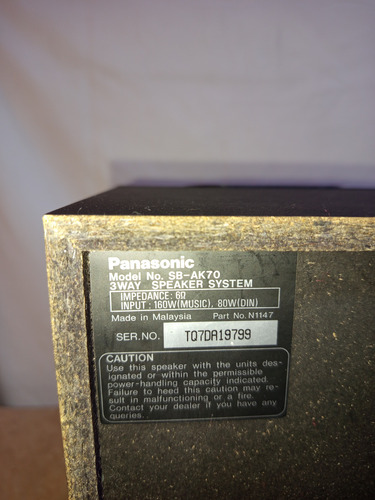 Panasonic
Model No. SB-AK70
3WAY SPEAKER SYSTEM
IMPEDANCE: 6Ω
INPUT : 160W(MUSIC), 80W(DIN)
Made in Malaysia Part No. N1147
SER.NO. TQ7DA19799
CAUTION
Use this speaker with the units des-
ignated or within the permissible
power-handling capacity indicated.
Failure to heed this caution may re-
sult in malfunctioning or a fire.
Contact your dealer if you have any
queries.